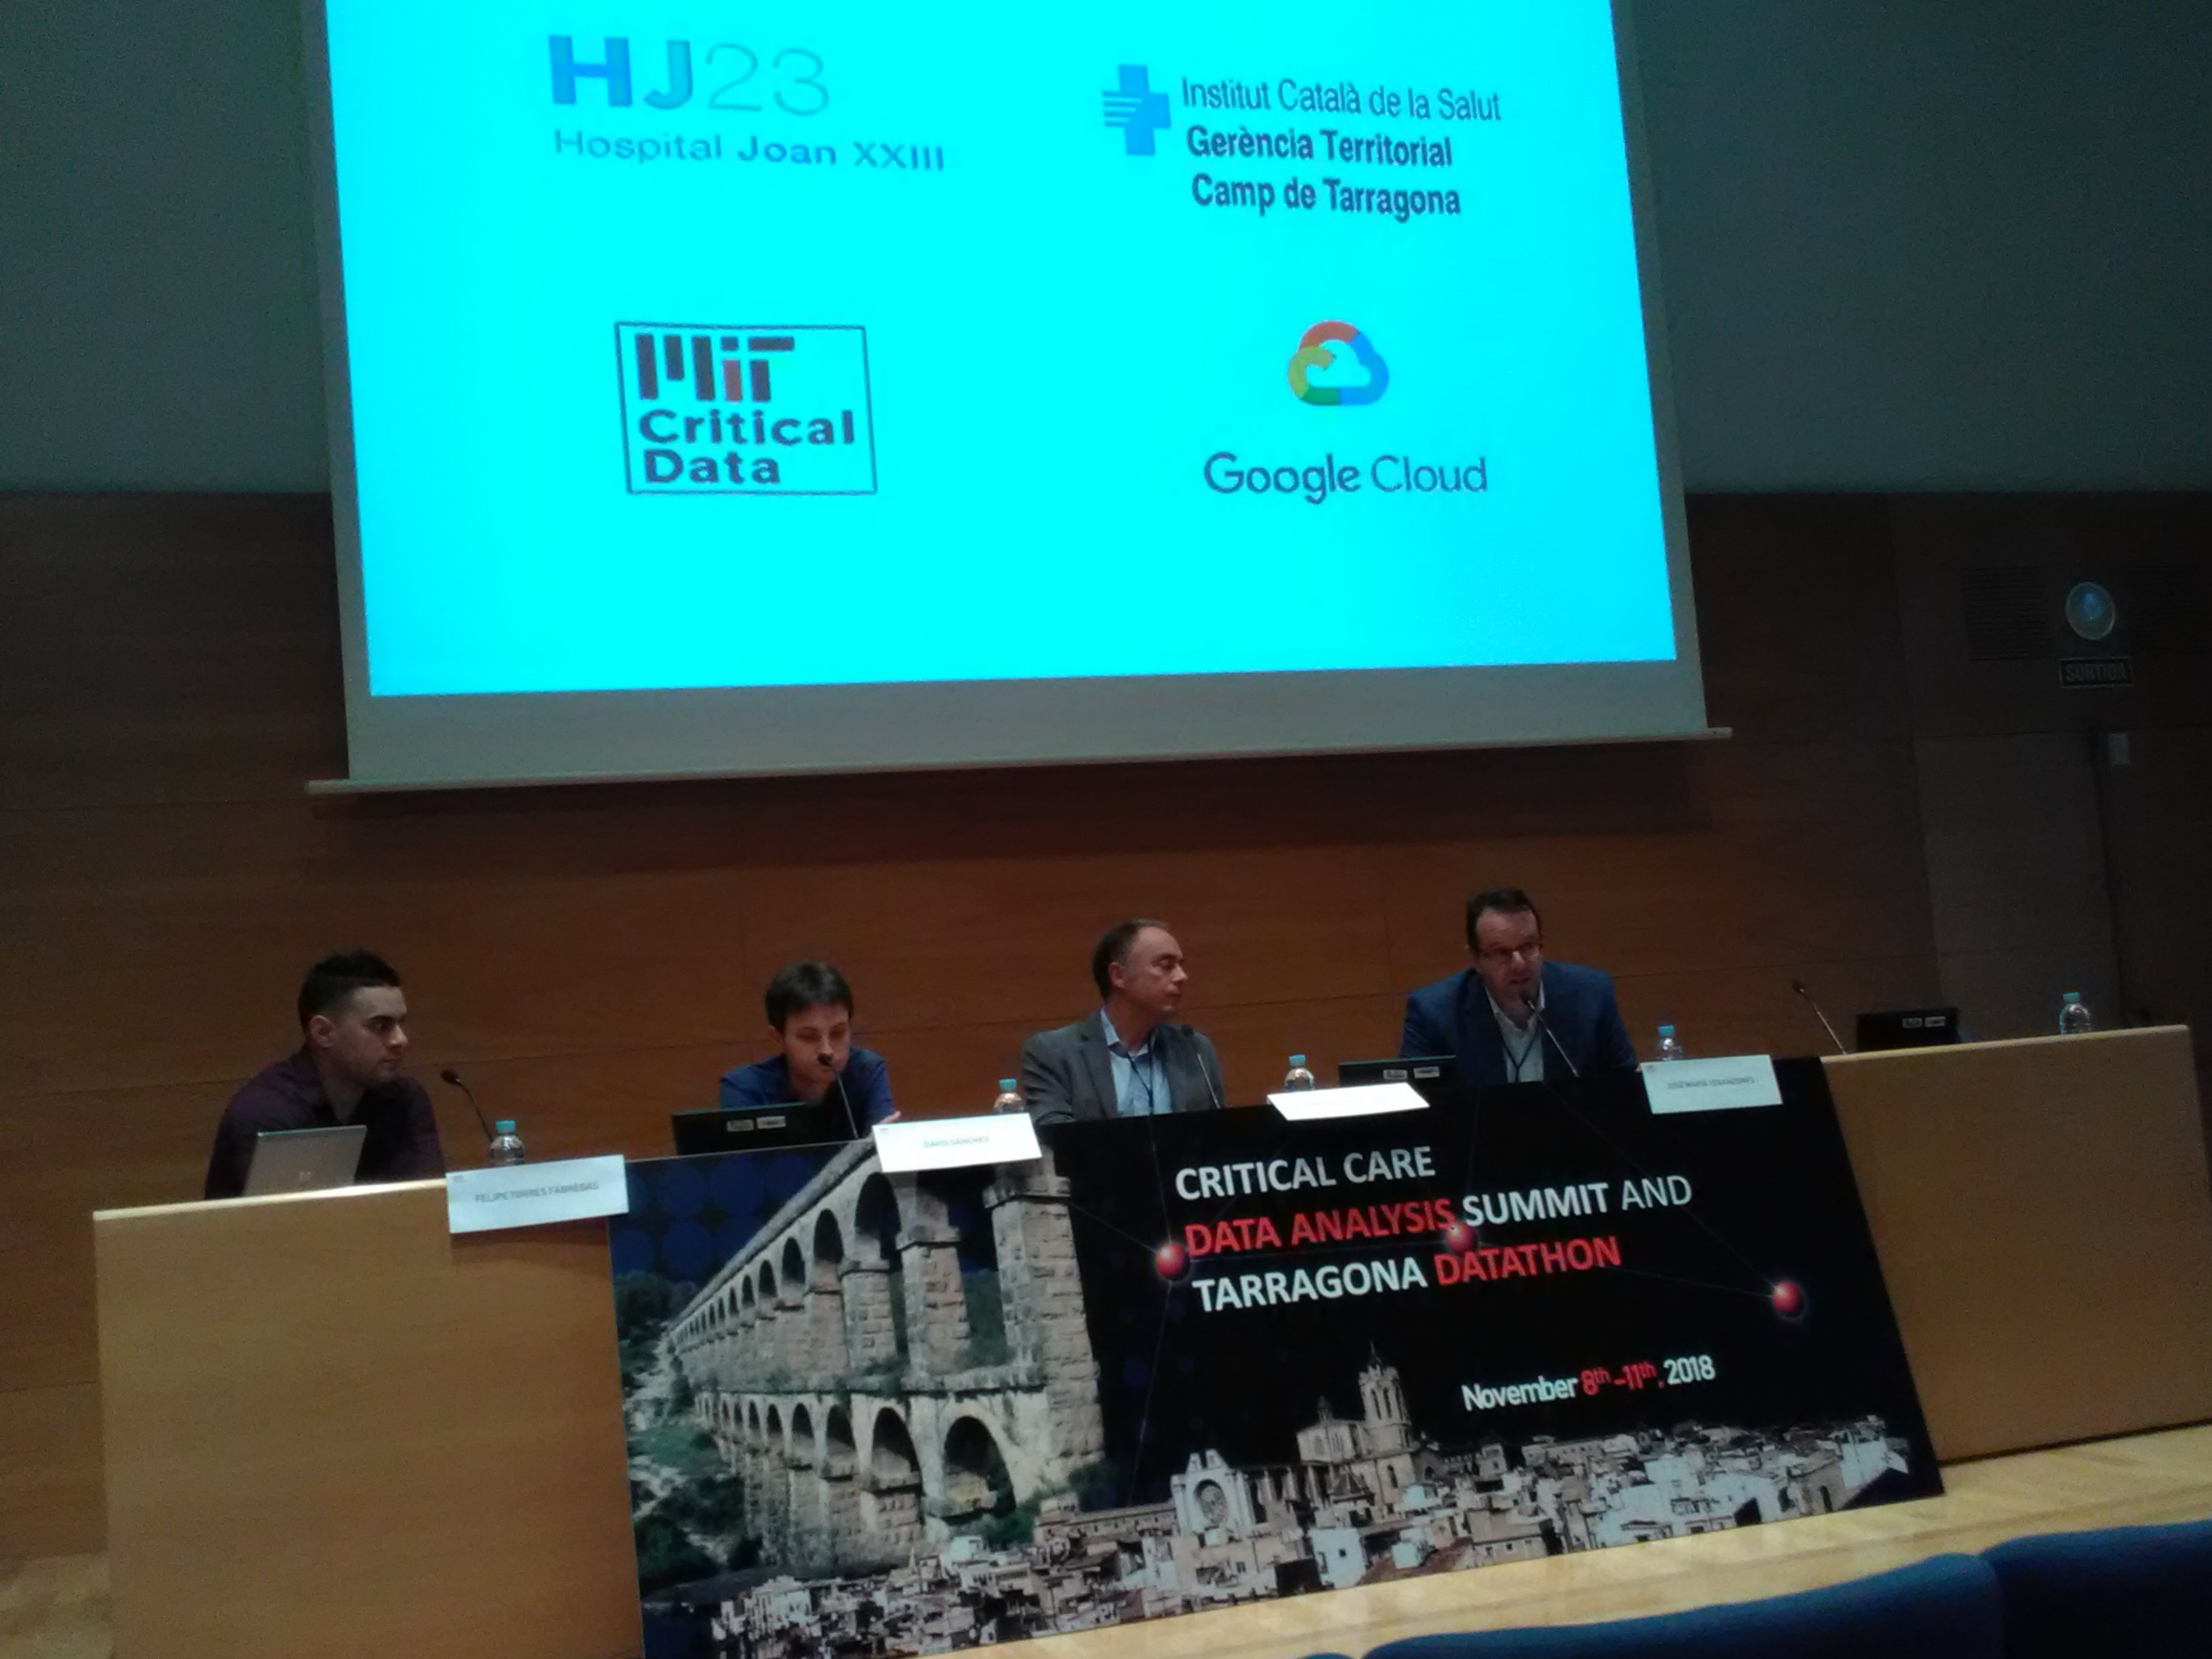 HJ23
Hospital Joan XXIII
Institut Català de la Salut
Gerència Territorial
Camp de Tarragona
MIT
Critical
Data
Google Cloud
SORTIDA
FELIPE TORRES FABREGAS
DAVID SÁNCHEZ
CRITICAL CARE
DATA ANALYSIS SUMMIT AND
TARRAGONA DATATHON
November 8th -11th, 2018